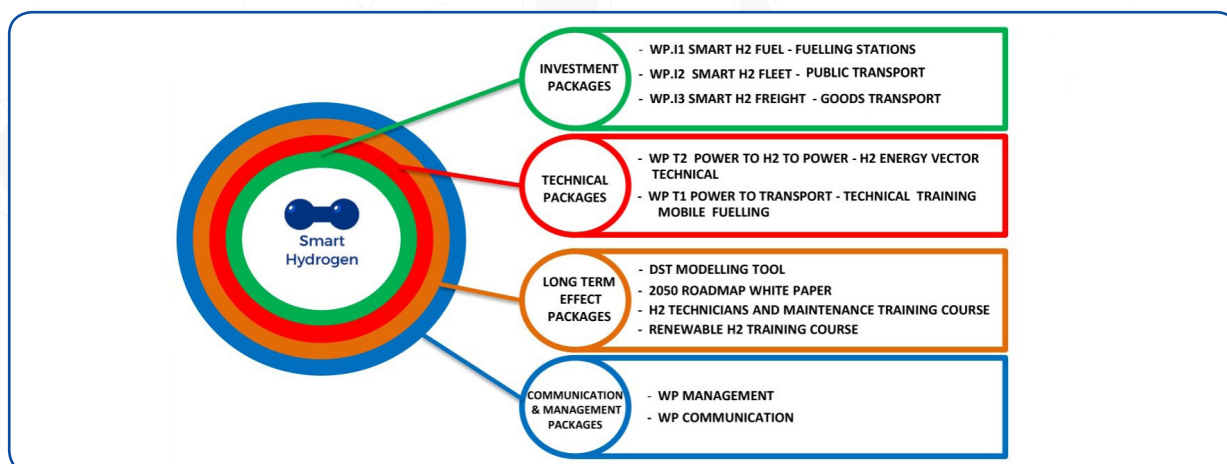 Smart
Hydrogen
INVESTMENT
PACKAGES
- WP.I1 SMART H2 FUEL - FUELLING STATIONS
- WP.I2 SMART H2 FLEET - PUBLIC TRANSPORT
- WP.I3 SMART H2 FREIGHT - GOODS TRANSPORT
TECHNICAL
PACKAGES
- WP T2 POWER TO H2 TO POWER - H2 ENERGY VECTOR
TECHNICAL
- WP T1 POWER TO TRANSPORT - TECHNICAL TRAINING
MOBILE FUELLING
LONG TERM
EFFECT
PACKAGES
- DST MODELLING TOOL
- 2050 ROADMAP WHITE PAPER
- H2 TECHNICIANS AND MAINTENANCE TRAINING COURSE
- RENEWABLE H2 TRAINING COURSE
COMMUNICATION
& MANAGEMENT
PACKAGES
- WP MANAGEMENT
- WP COMMUNICATION